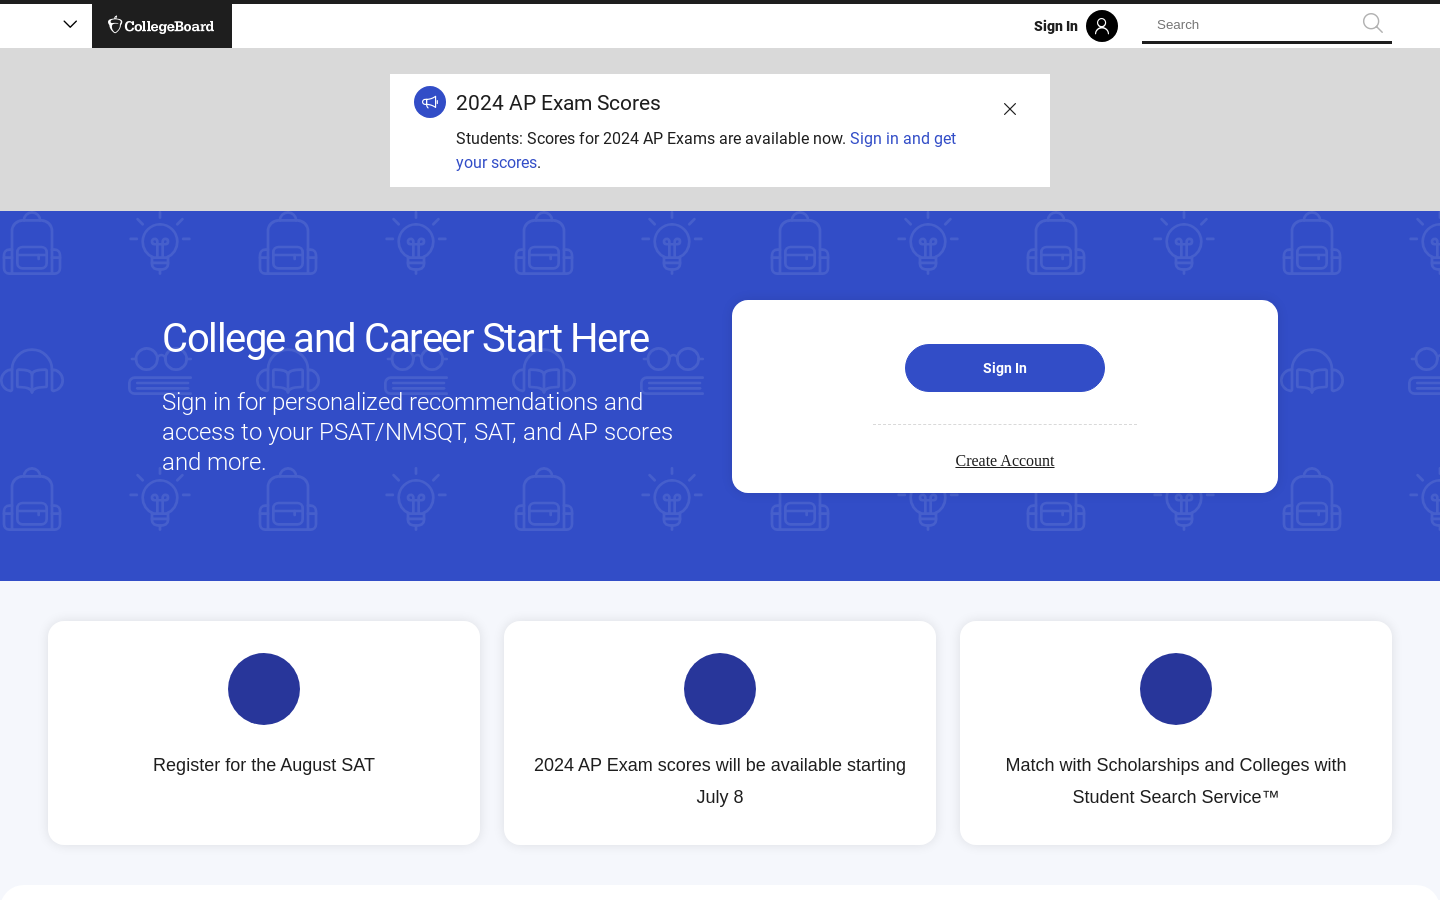 CollegeBoard
Sign In
Search
2024 AP Exam Scores
Students: Scores for 2024 AP Exams are available now. Sign in and get
your scores.
College and Career Start Here
Sign in for personalized recommendations and
access to your PSAT/NMSQT, SAT, and AP scores
and more.
Sign In
Create Account
Register for the August SAT
2024 AP Exam scores will be available starting
July 8
Match with Scholarships and Colleges with
Student Search Service™